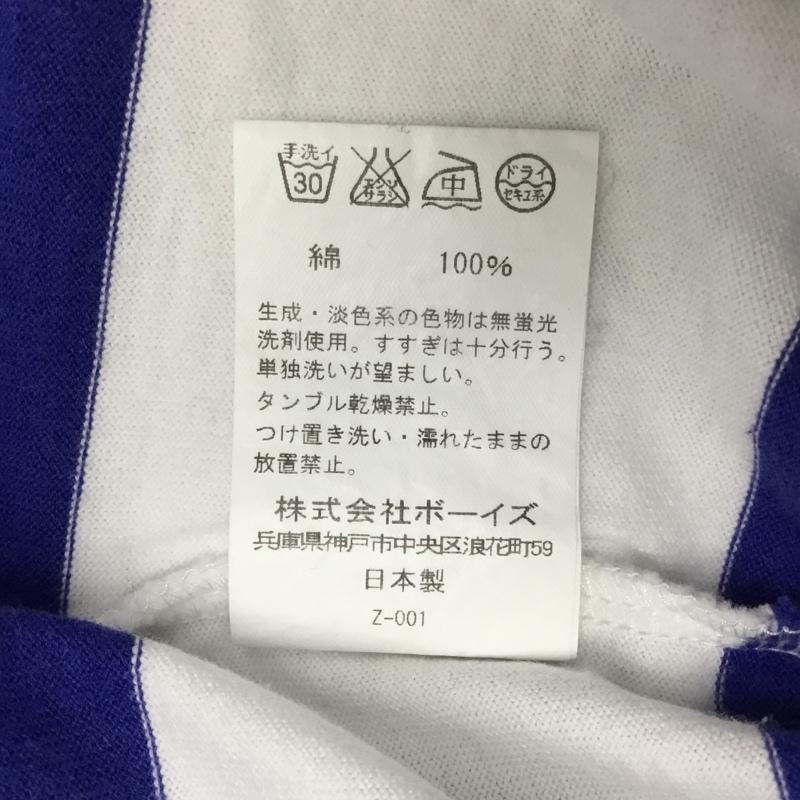 手洗イ
30
エンソ
サラシ
中
ドライ
セキユ系
綿 100%
生成・淡色系の色物は無蛍光
洗剤使用。すすぎは十分行う。
単独洗いが望ましい。
タンブル乾燥禁止。
つけ置き洗い・濡れたままの
放置禁止。
株式会社ボーイズ
兵庫県神戸市中央区浪花町59
日本製
Z-001